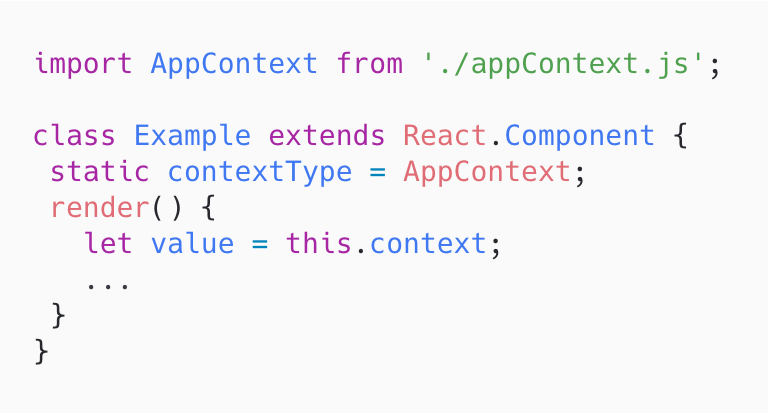 import AppContext from './appContext.js';

class Example extends React.Component {
 static contextType = AppContext;
 render() {
   let value = this.context;
   ...
 }
}